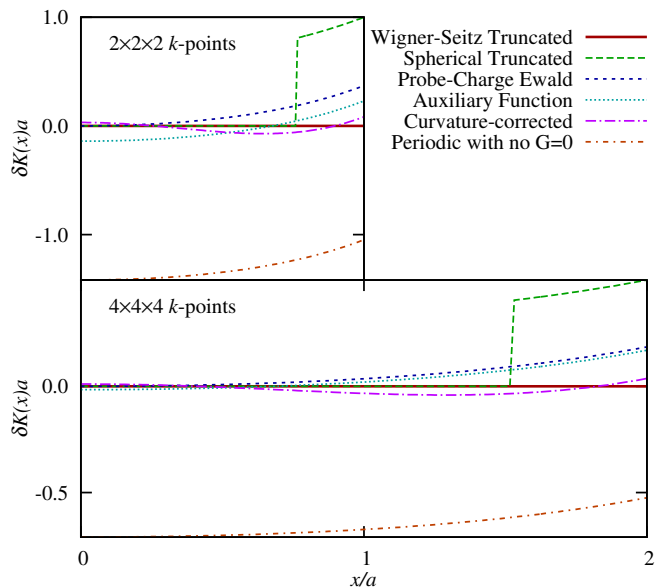 1.0
2×2×2 k-points
Wigner-Seitz Truncated
Spherical Truncated
Probe-Charge Ewald
Auxiliary Function
Curvature-corrected
Periodic with no G=0
0.0
-1.0
δK(x)a
4×4×4 k-points
0.0
-0.5
δK(x)a
0
1
2
x/a